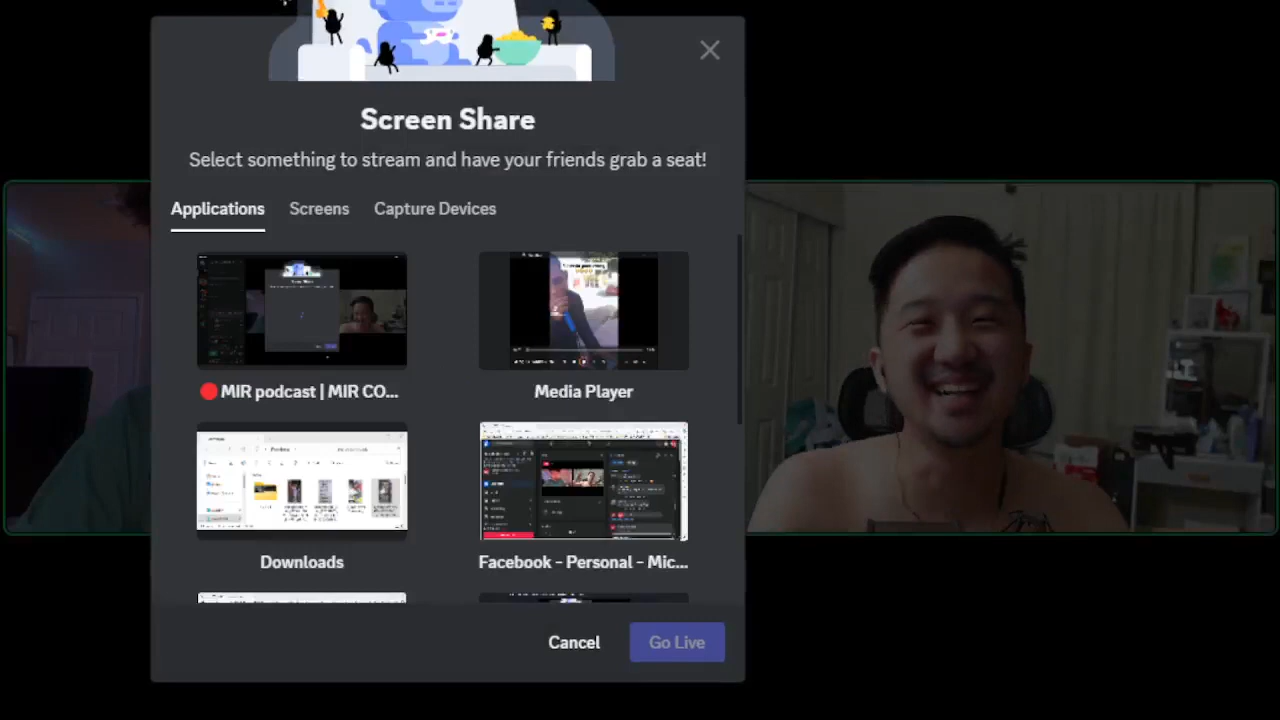 Screen Share
Select something to stream and have your friends grab a seat!
Applications Screens Capture Devices
MIR podcast | MIR CO...
Media Player
Downloads
Facebook - Personal - Mic...
Cancel
Go Live